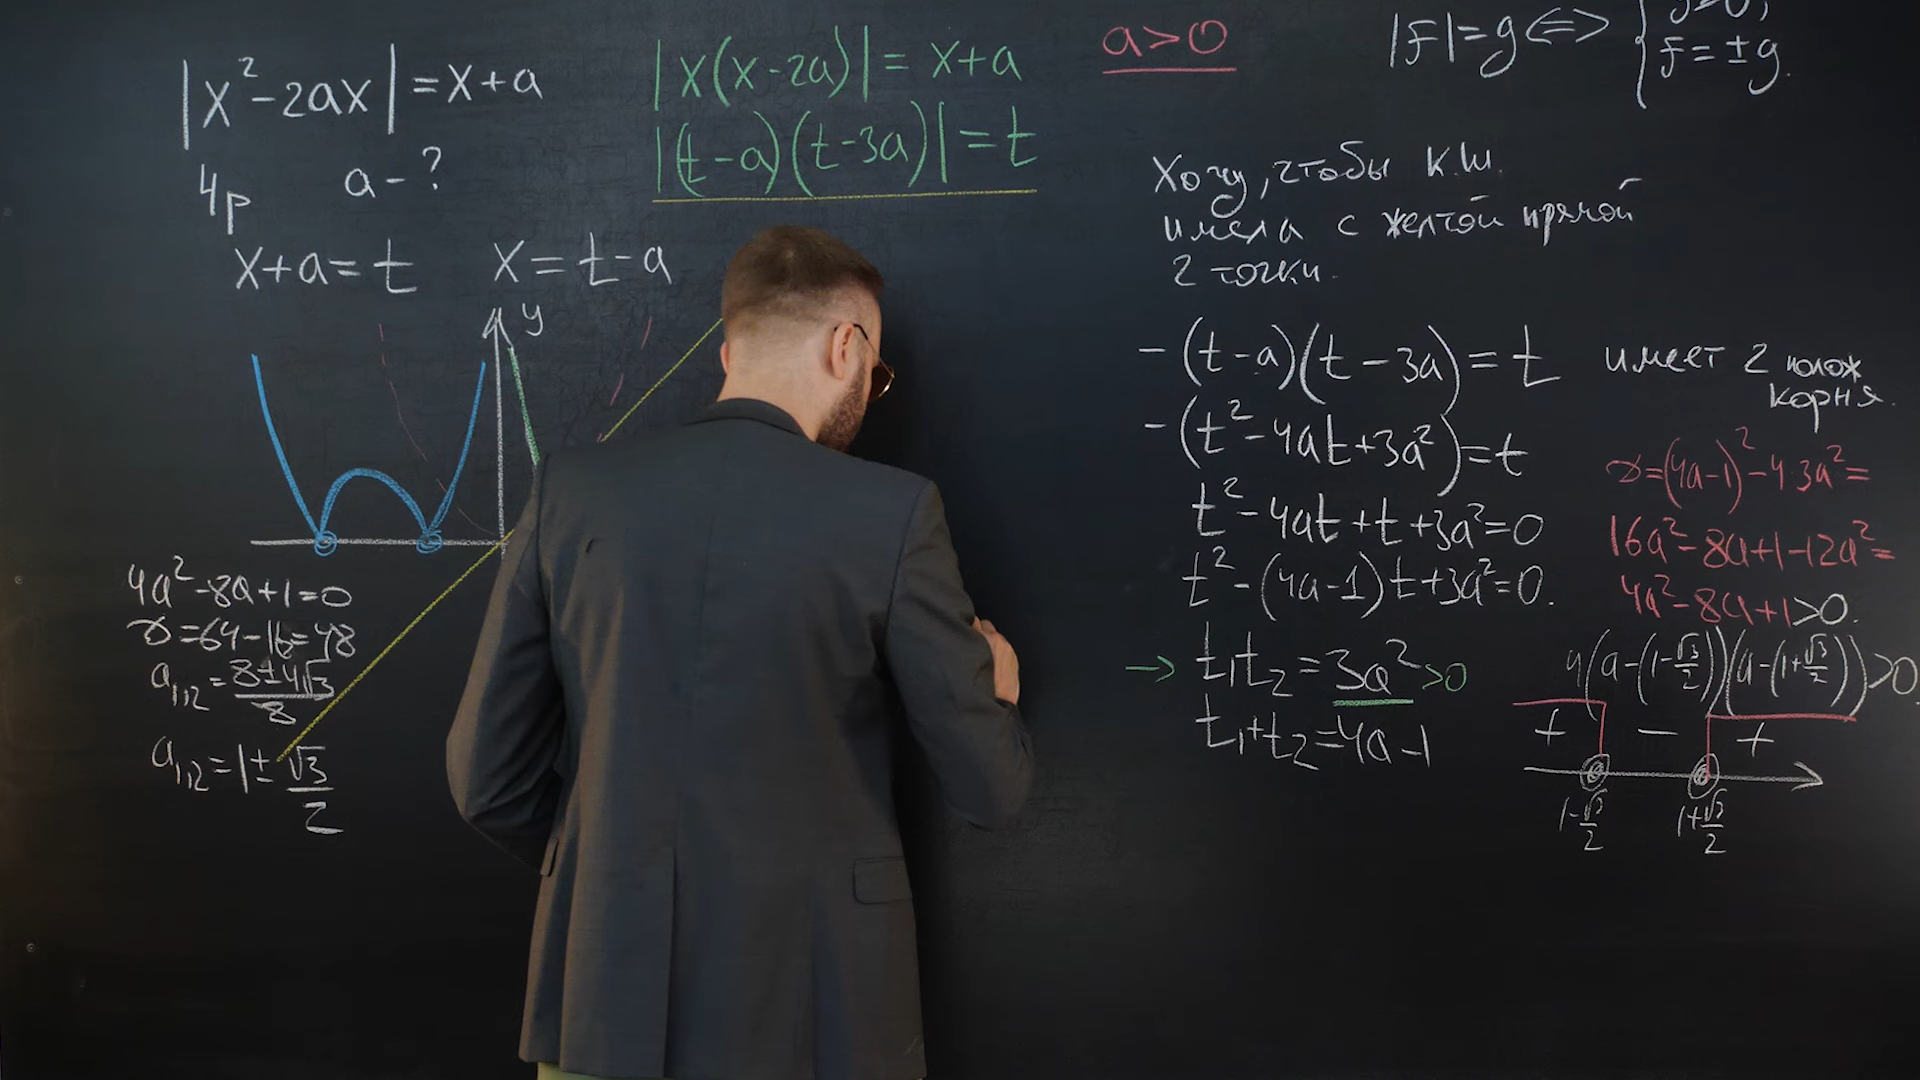 |x²-2ax|=x+a
4р a-?
x+a=t x=t-a
y
4a²-8a+1=0
D=64-16=48
a₁,₂=(8±4√3)/8
a₁,₂=1±√3/2
|x(x-2a)|=x+a
|(t-a)(t-3a)|=t
a>0
|f|=g⇔{
f=±g.
Хочу, чтобы к.ш.
имела с желтой прямой
2 точки.
-(t-a)(t-3a)=t имеет 2 полож
корня.
-(t²-4at+3a²)=t
t²-4at+t+3a²=0
t²-(4a-1)t+3a²=0.
→ t₁t₂=3a²>0
t₁+t₂=4a-1
D=(4a-1)²-4·3a²=
16a²-8a+1-12a²=
4a²-8a+1>0.
4(a-(1-√3/2))(a-(1+√3/2))>0
+ - +
1-√3/2 1+√3/2